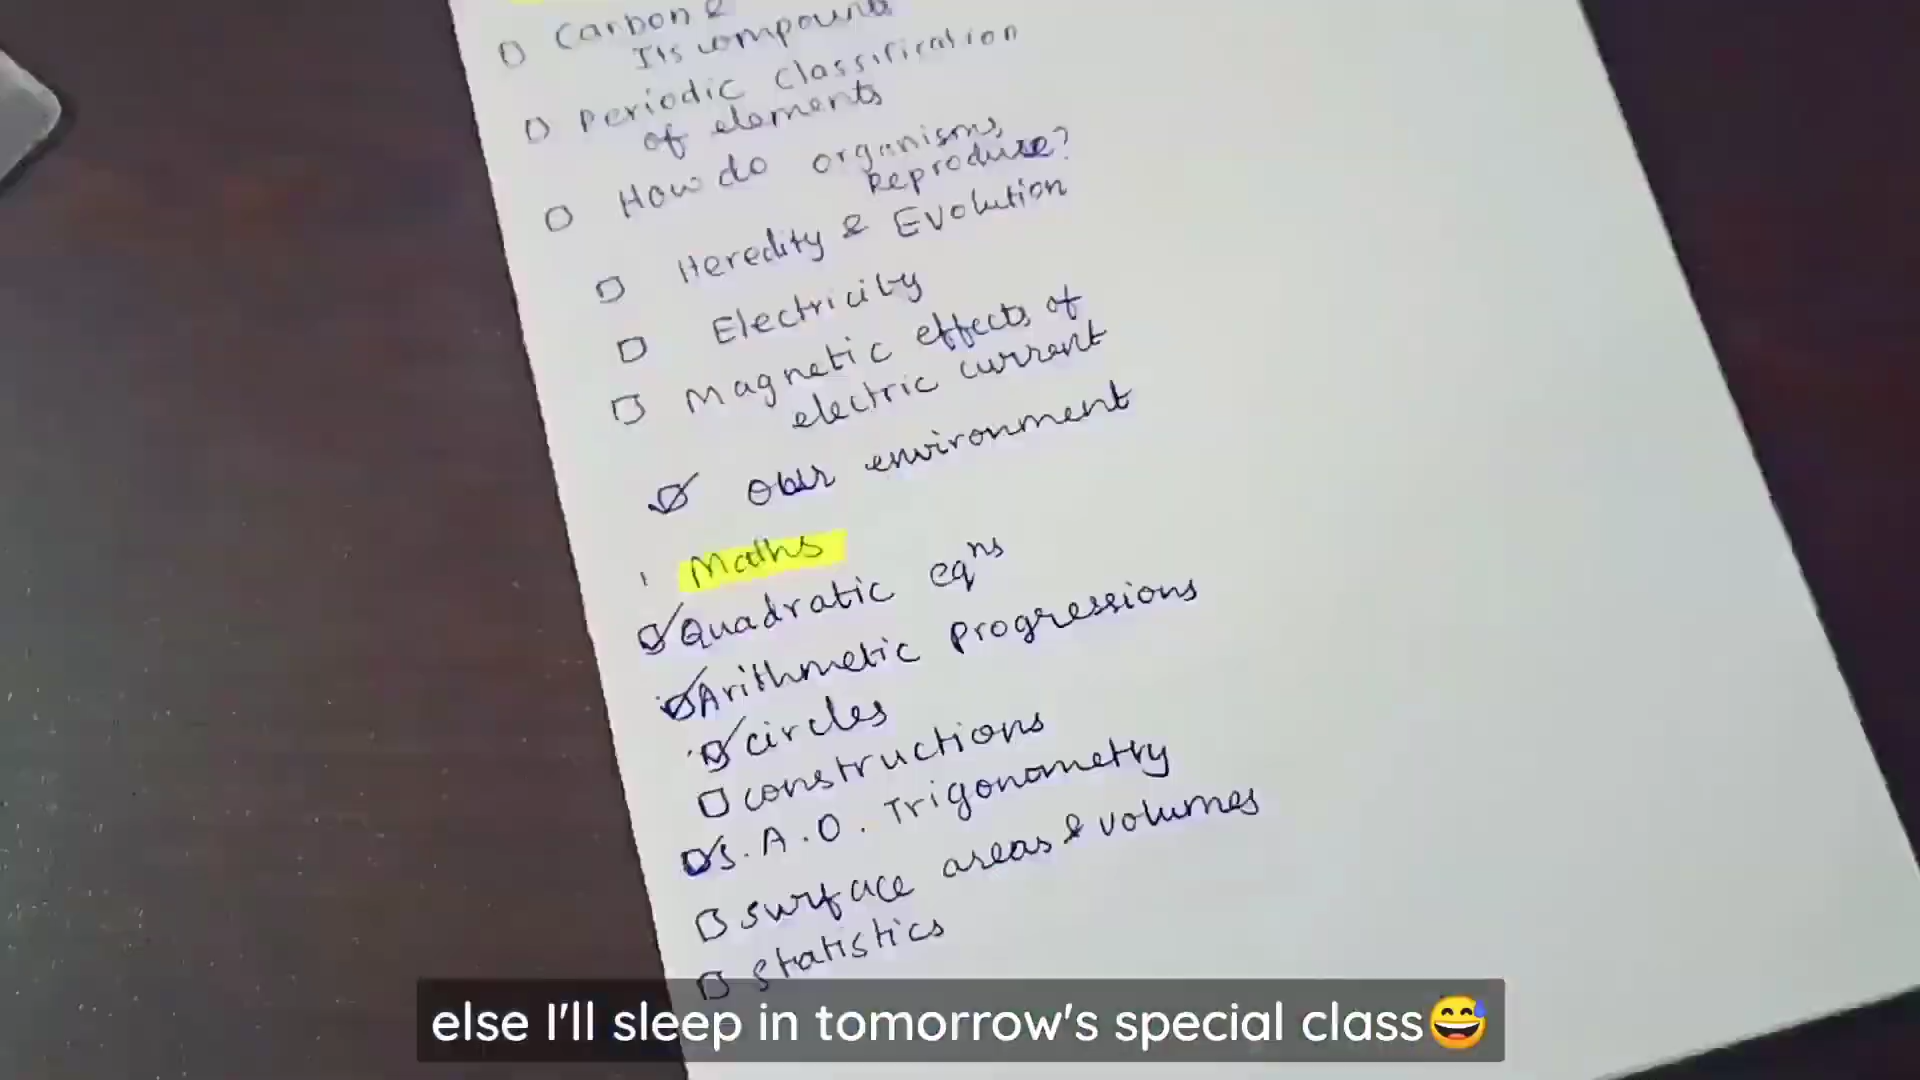 Carbon &
Its compound
Periodic classification
of elements
How do organisms
Reproduce?
Heredity & Evolution
Electricity
Magnetic effects of
electric current
Our environment
Maths
Quadratic eqns
Arithmetic progressions
circles
constructions
S.A.O. Trigonometry
surface areas & volumes
statistics
else I'll sleep in tomorrow's special class😅